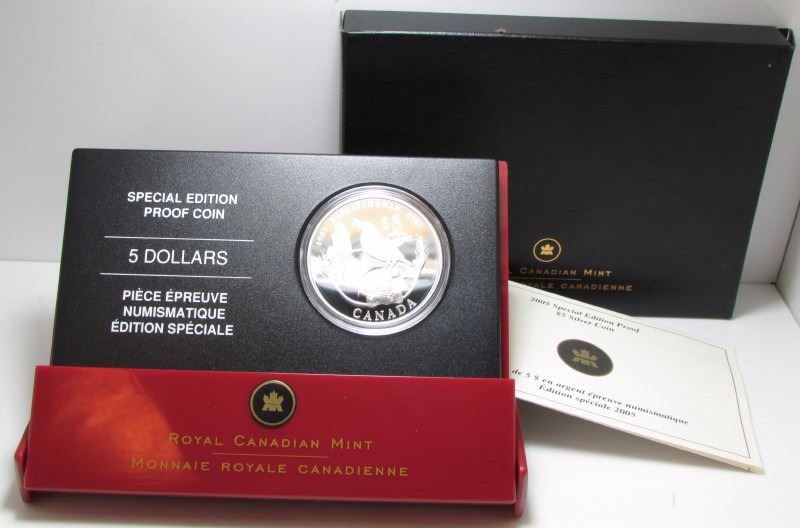 SPECIAL EDITION
PROOF COIN
5 DOLLARS
PIÈCE ÉPREUVE
NUMISMATIQUE
ÉDITION SPÉCIALE
SASKATCHEWAN
$5
CANADA
ROYAL CANADIAN MINT
MONNAIE ROYALE CANADIENNE
CANADIAN MINT
ROYALE CANADIENNE
2005 Special Edition Proof
$5 Silver Coin
de 5 $ en argent épreuve numismatique
Édition spéciale 2005